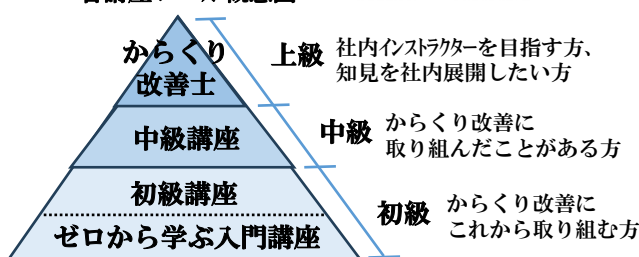 からくり
改善士
上級
社内インストラクターを目指す方、
知見を社内展開したい方
中級講座
中級
からくり改善に
取り組んだことがある方
初級講座
初級
からくり改善に
これから取り組む方
ゼロから学ぶ入門講座